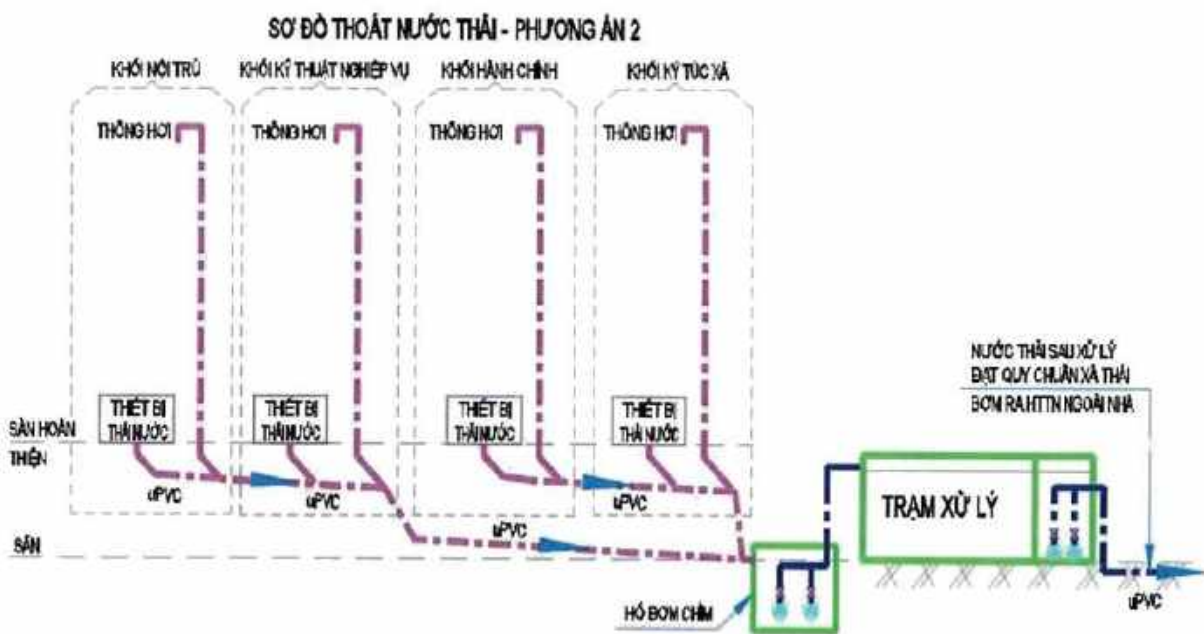 SƠ ĐỒ THOÁT NƯỚC THẢI - PHƯƠNG ÁN 2
KHỐI NỘI TRÚ
KHỐI KỸ THUẬT NGHIỆP VỤ
KHỐI HÀNH CHÍNH
KHỐI KÝ TÚC XÁ
THÔNG HƠI
THÔNG HƠI
THÔNG HƠI
THÔNG HƠI
THIẾT BỊ
THẢI NƯỚC
THIẾT BỊ
THẢI NƯỚC
THIẾT BỊ
THẢI NƯỚC
THIẾT BỊ
THẢI NƯỚC
SÀN HOÀN
THIỆN
uPVC
uPVC
uPVC
uPVC
SÂN
HỐ BƠM CHÌM
TRẠM XỬ LÝ
NƯỚC THẢI SAU XỬ LÝ
ĐẠT QUY CHUẨN XẢ THẢI
BƠM RA HTTN NGOÀI NHÀ
uPVC